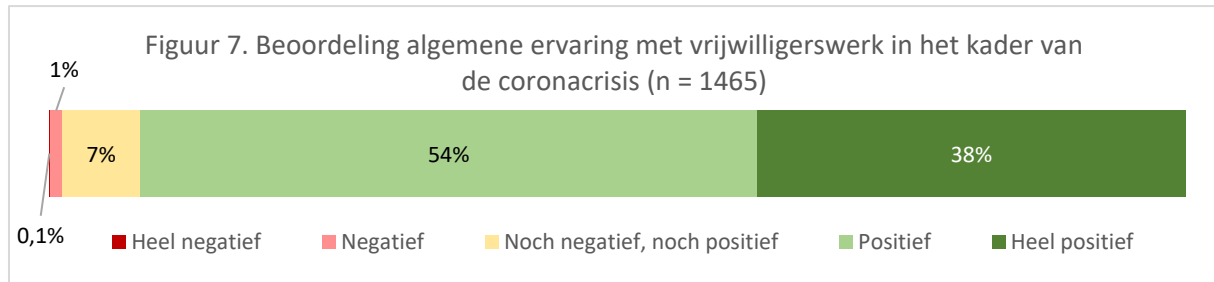 Figuur 7. Beoordeling algemene ervaring met vrijwilligerswerk in het kader van
de coronacrisis (n = 1465)
1%
7%
54%
38%
0,1%
Heel negatief
Negatief
Noch negatief, noch positief
Positief
Heel positief